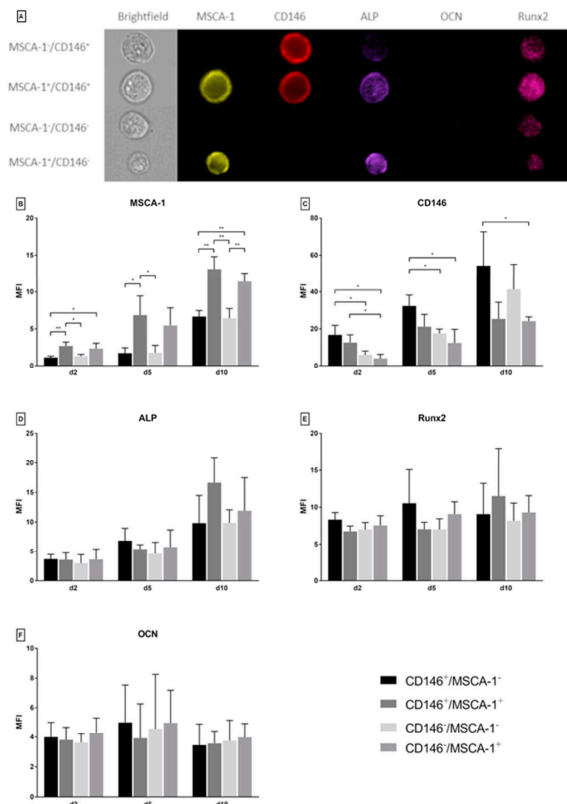 A Brightfield MSCA-1 CD146 ALP OCN Runx2
MSCA-1⁻/CD146⁺
MSCA-1⁺/CD146⁺
MSCA-1⁻/CD146⁻
MSCA-1⁺/CD146⁻
B MSCA-1
MFI
20
15
10
5
0
** * ** *
* *
** ** ** **
d2 d5 d10
C CD146
MFI
80
60
40
20
0
* * *
* *
*
d2 d5 d10
D ALP
MFI
25
20
15
10
5
0
d2 d5 d10
E Runx2
MFI
20
15
10
5
0
d2 d5 d10
F OCN
MFI
10
8
6
4
2
0
d2 d5 d10
CD146⁺/MSCA-1⁻
CD146⁺/MSCA-1⁺
CD146⁻/MSCA-1⁻
CD146⁻/MSCA-1⁺